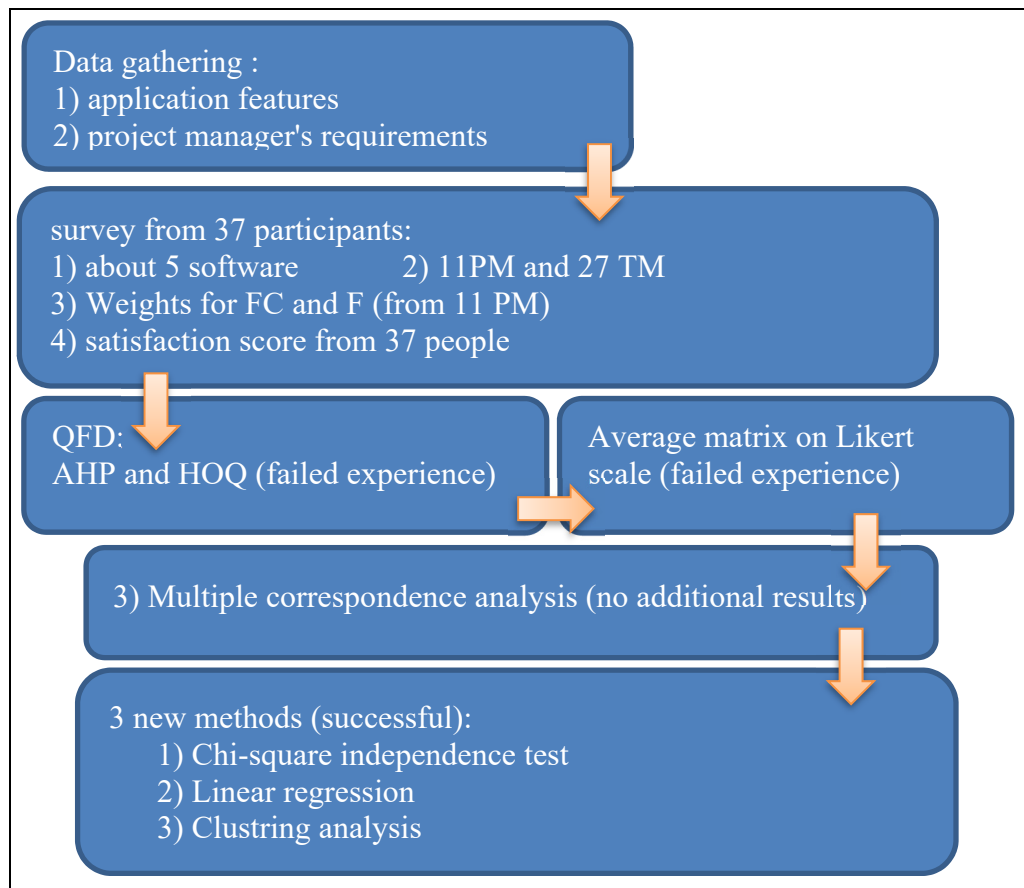 Data gathering :
1) application features
2) project manager's requirements
survey from 37 participants:
1) about 5 software 2) 11PM and 27 TM
3) Weights for FC and F (from 11 PM)
4) satisfaction score from 37 people
QFD:
AHP and HOQ (failed experience)
Average matrix on Likert
scale (failed experience)
3) Multiple correspondence analysis (no additional results)
3 new methods (successful):
1) Chi-square independence test
2) Linear regression
3) Clustring analysis